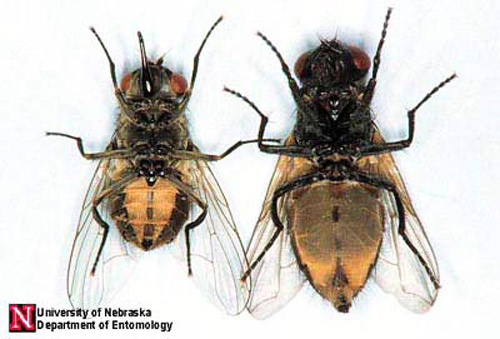 N University of Nebraska
Department of Entomology